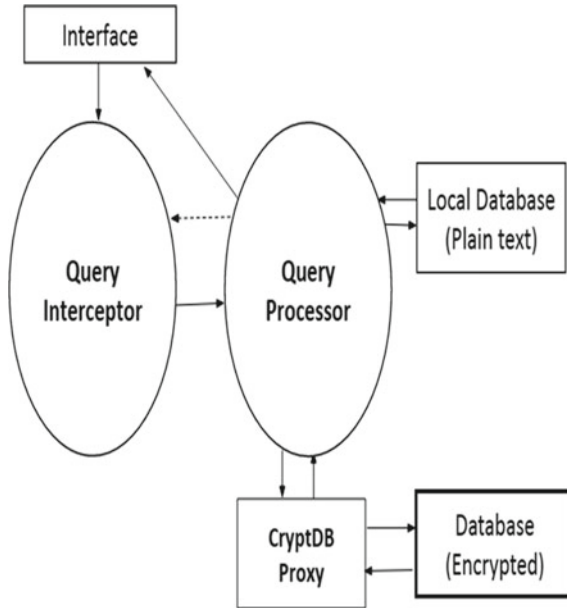 Interface
Query
Interceptor
Query
Processor
Local Database
(Plain text)
CryptDB
Proxy
Database
(Encrypted)